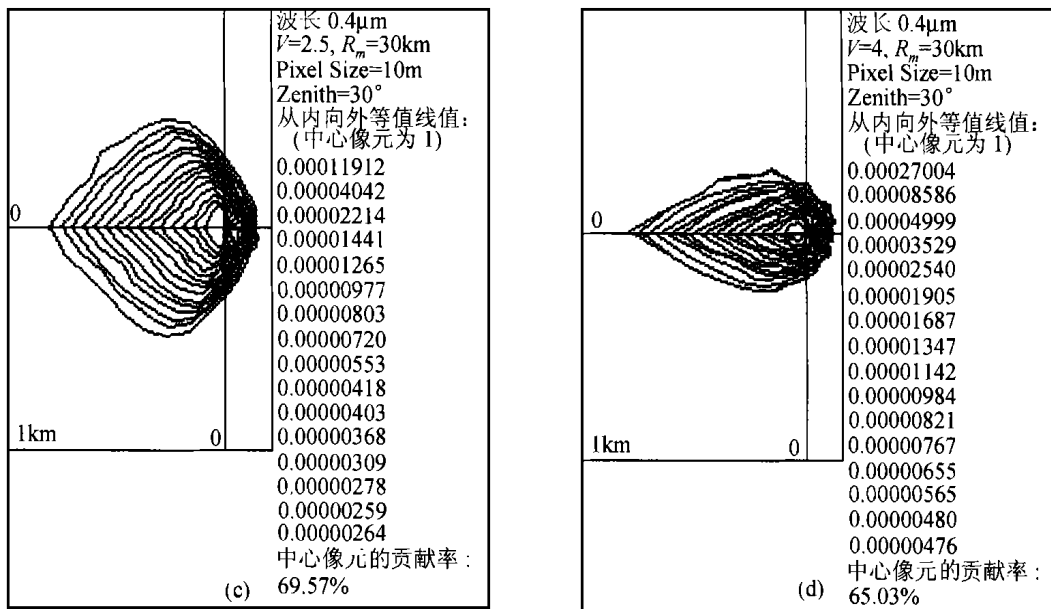 波长 0.4μm
V=2.5, Rm=30km
Pixel Size=10m
Zenith=30°
从内向外等值线值:
(中心像元为 1)
0.00011912
0.00004042
0.00002214
0.00001441
0.00001265
0.00000977
0.00000803
0.00000720
0.00000553
0.00000418
0.00000403
0.00000368
0.00000309
0.00000278
0.00000259
0.00000264
中心像元的贡献率:
69.57%
0
1km
0
(c)
波长 0.4μm
V=4, Rm=30km
Pixel Size=10m
Zenith=30°
从内向外等值线值:
(中心像元为 1)
0.00027004
0.00008586
0.00004999
0.00003529
0.00002540
0.00001905
0.00001687
0.00001347
0.00001142
0.00000984
0.00000821
0.00000767
0.00000655
0.00000565
0.00000480
0.00000476
中心像元的贡献率:
65.03%
0
1km
0
(d)